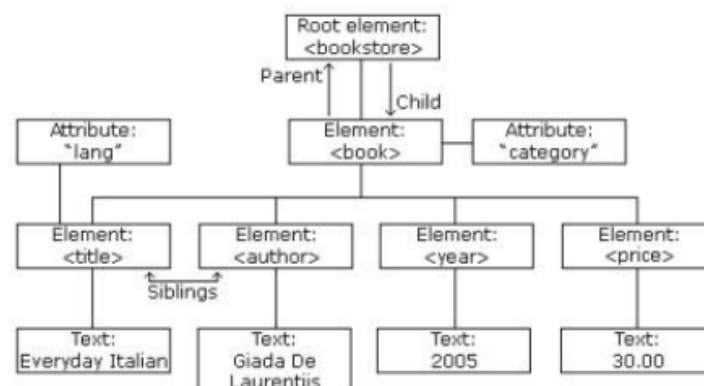 Root element:
<bookstore>
Parent
Child
Attribute:
"lang"
Element:
<book>
Attribute:
"category"
Element:
<title>
Element:
<author>
Element:
<year>
Element:
<price>
Siblings
Text:
Everyday Italian
Text:
Giada De
Laurentiis
Text:
2005
Text:
30.00